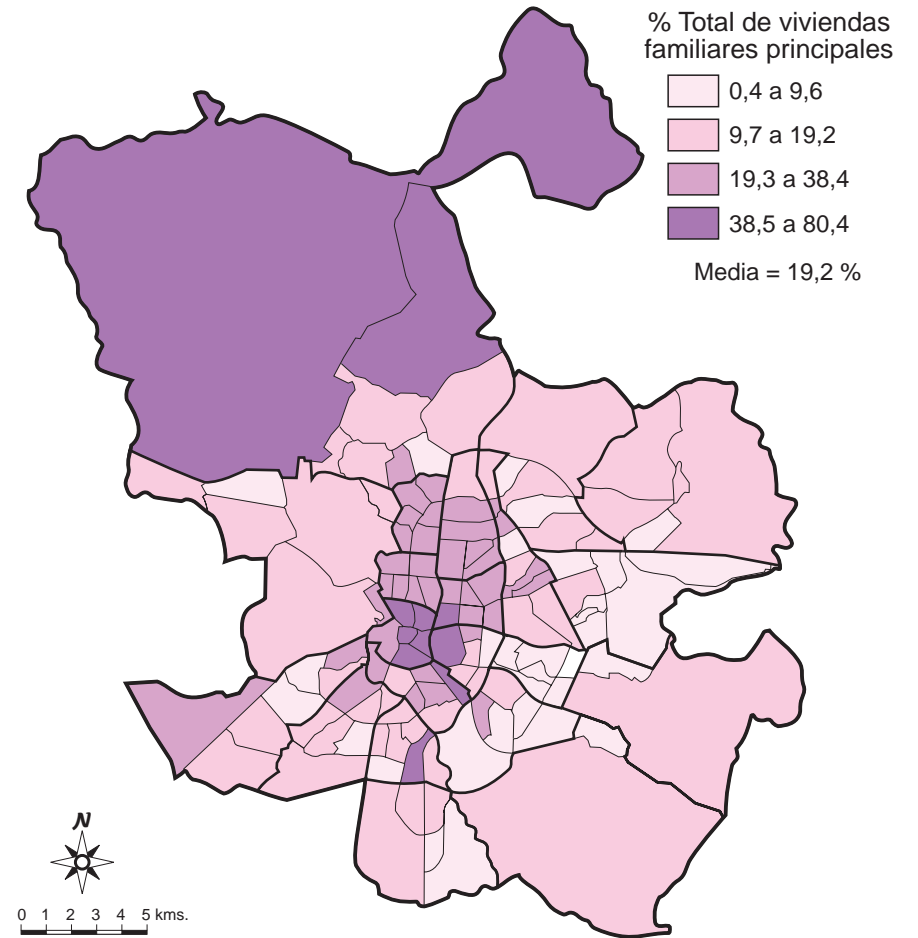 % Total de viviendas
familiares principales
0,4 a 9,6
9,7 a 19,2
19,3 a 38,4
38,5 a 80,4
Media = 19,2 %
N
0 1 2 3 4 5 kms.